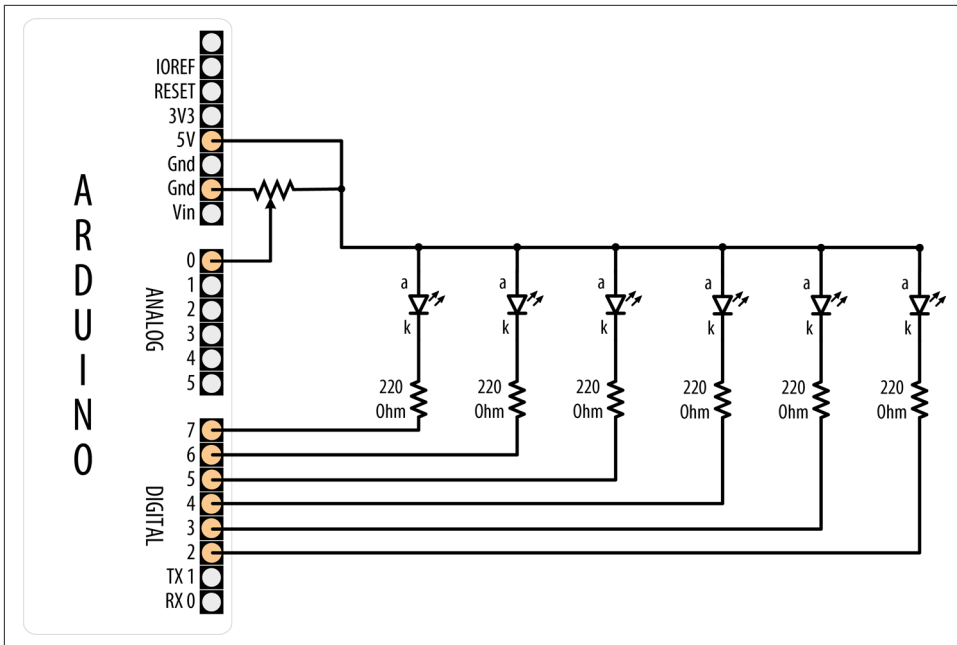 ARDUINO
IOREF
RESET
3V3
5V
Gnd
Gnd
Vin
ANALOG
0
1
2
3
4
5
DIGITAL
7
6
5
4
3
2
TX 1
RX 0
a
k
220
Ohm
a
k
220
Ohm
a
k
220
Ohm
a
k
220
Ohm
a
k
220
Ohm
a
k
220
Ohm